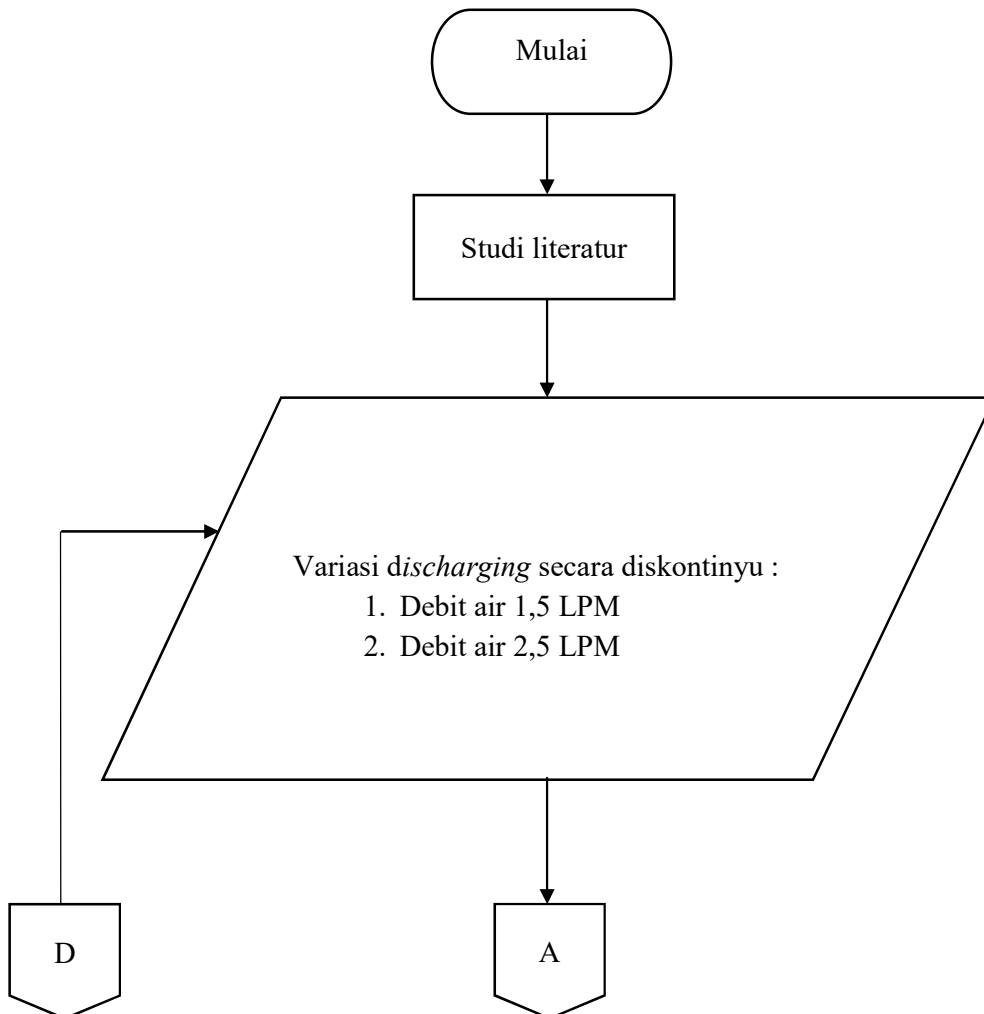 Mulai
Studi literatur
Variasi discharging secara diskontinyu :
1. Debit air 1,5 LPM
2. Debit air 2,5 LPM
D
A